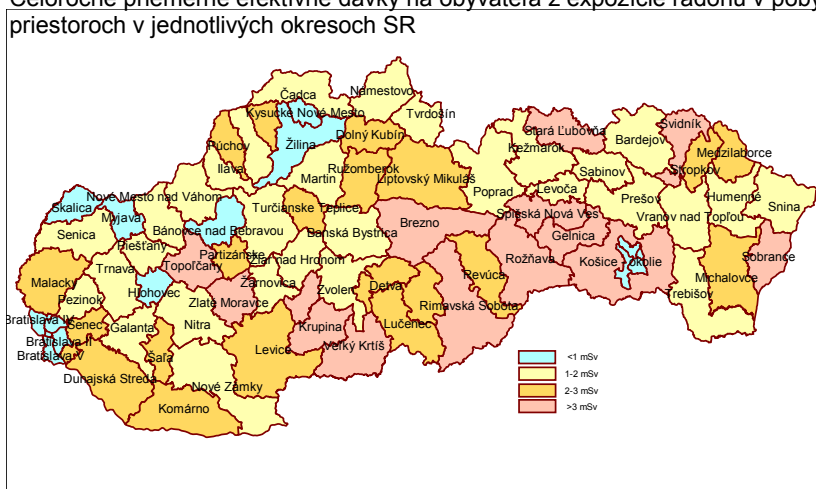 Celoročné priemerné efektívne dávky na obyvateľa z expozície radónu v poby
priestoroch v jednotlivých okresoch SR
Čadca
Námestovo
Kysucké Nové Mesto
Tvrdošín
Púchov
Žilina
Dolný Kubín
Stará Ľubovňa
Svidník
Bardejov
Medzilaborce
Kežmarok
Ilava
Martin
Ružomberok
Liptovský Mikuláš
Poprad
Sabinov
Stropkov
Levoča
Prešov
Humenné
Snina
Skalica
Nové Mesto nad Váhom
Myjava
Turčianske Teplice
Vranov nad Topľou
Bánovce nad Bebravou
Brezno
Spišská Nová Ves
Senica
Piešťany
Banská Bystrica
Gelnica
Partizánske
Topoľčany
Žiar nad Hronom
Rožňava
Košice - okolie
Sobrance
Trnava
Revúca
Malacky
Hlohovec
Žarnovica
Zvolen
Detva
Michalovce
Pezinok
Zlaté Moravce
Rimavská Sobota
Trebišov
Bratislava IV
Senec
Galanta
Nitra
Krupina
Lučenec
Bratislava II
Bratislava V
Šaľa
Levice
Veľký Krtíš
Dunajská Streda
Nové Zámky
Komárno
<1 mSv
1-2 mSv
2-3 mSv
>3 mSv